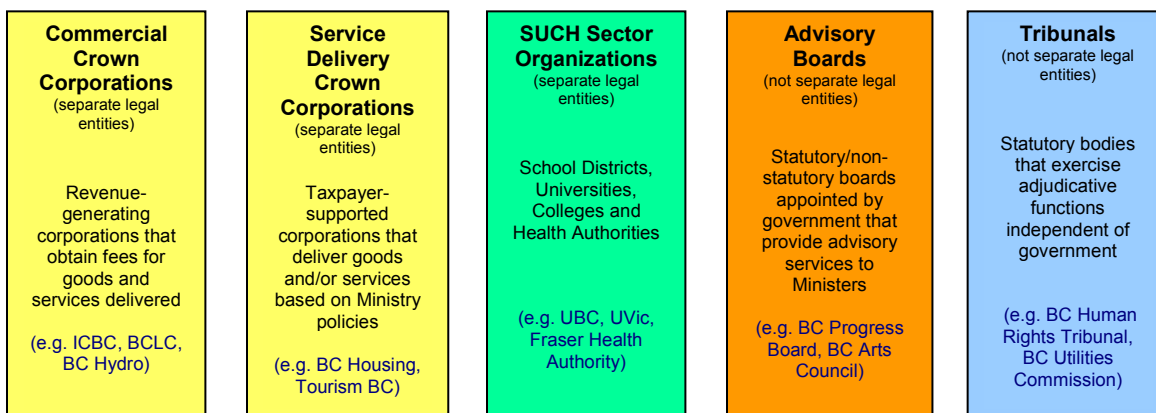 Commercial
Crown
Corporations
(separate legal
entities)
Revenue-
generating
corporations that
obtain fees for
goods and
services delivered
(e.g. ICBC, BCLC,
BC Hydro)
Service
Delivery
Crown
Corporations
(separate legal
entities)
Taxpayer-
supported
corporations that
deliver goods
and/or services
based on Ministry
policies
(e.g. BC Housing,
Tourism BC)
SUCH Sector
Organizations
(separate legal
entities)
School Districts,
Universities,
Colleges and
Health Authorities
(e.g. UBC, UVic,
Fraser Health
Authority)
Advisory
Boards
(not separate legal
entities)
Statutory/non-
statutory boards
appointed by
government that
provide advisory
services to
Ministers
(e.g. BC Progress
Board, BC Arts
Council)
Tribunals
(not separate legal
entities)
Statutory bodies
that exercise
adjudicative
functions
independent of
government
(e.g. BC Human
Rights Tribunal,
BC Utilities
Commission)